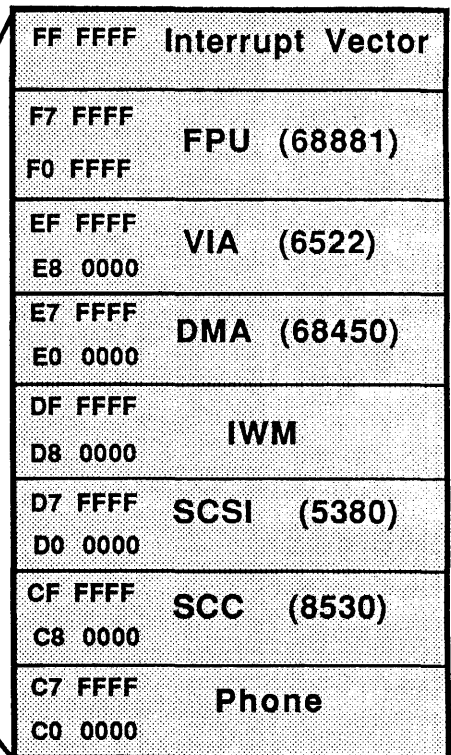 FF FFFF Interrupt Vector
F7 FFFF
FPU (68881)
F0 FFFF
EF FFFF
VIA (6522)
E8 0000
E7 FFFF
DMA (68450)
E0 0000
DF FFFF
IWM
D8 0000
D7 FFFF
SCSI (5380)
D0 0000
CF FFFF
SCC (8530)
C8 0000
C7 FFFF
Phone
C0 0000